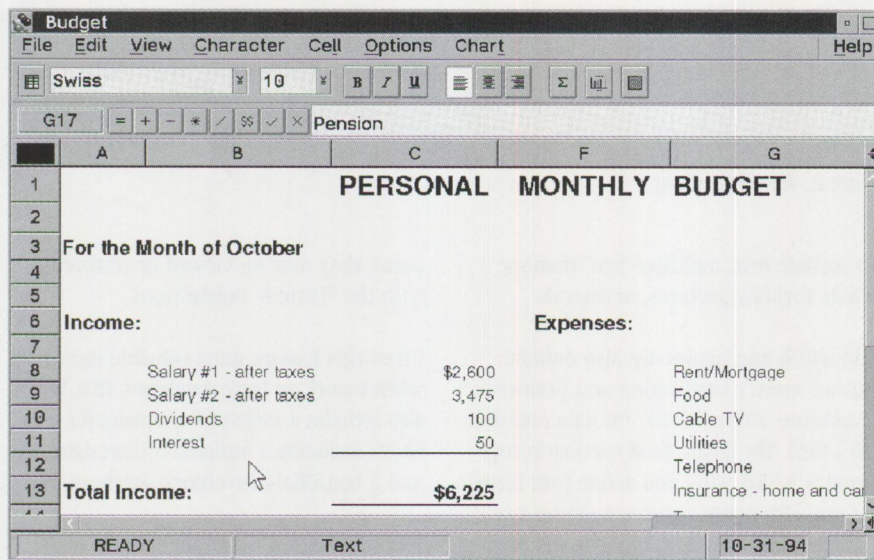 Budget
File Edit View Character Cell Options Chart Help
Swiss 10 B I U Σ
G17 = + - * / $$ Pension
A B C F G
1 PERSONAL MONTHLY BUDGET
2
3 For the Month of October
4
5
6 Income: Expenses:
7
8 Salary #1 - after taxes $2,600 Rent/Mortgage
9 Salary #2 - after taxes 3,475 Food
10 Dividends 100 Cable TV
11 Interest 50 Utilities
12 Telephone
13 Total Income: $6,225 Insurance - home and car
READY Text 10-31-94